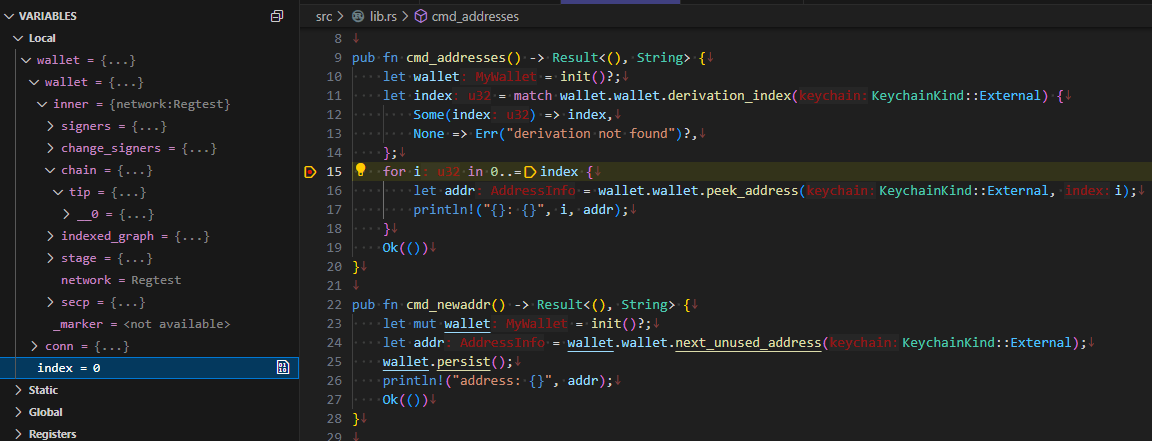 VARIABLES
Local
wallet = {...}
wallet = {...}
inner = {network:Regtest}
signers = {...}
change_signers = {...}
chain = {...}
tip = {...}
__0 = {...}
indexed_graph = {...}
stage = {...}
network = Regtest
secp = {...}
_marker = <not available>
conn = {...}
index = 0
Static
Global
Registers
src > lib.rs > cmd_addresses
8 ↓
9 pub fn cmd_addresses() -> Result<(), String> {↓
10 ····let wallet: MyWallet = init()?;↓
11 ····let index: u32 = match wallet.wallet.derivation_index(keychain: KeychainKind::External) {↓
12 ········Some(index: u32) => index,↓
13 ········None => Err("derivation not found")?,↓
14 ····};↓
15 ····for i: u32 in 0..=index {↓
16 ········let addr: AddressInfo = wallet.wallet.peek_address(keychain: KeychainKind::External, index: i);↓
17 ········println!("{}: {}", i, addr);↓
18 ····}↓
19 ····Ok(())↓
20 }↓
21 ↓
22 pub fn cmd_newaddr() -> Result<(), String> {↓
23 ····let mut wallet: MyWallet = init()?;↓
24 ····let addr: AddressInfo = wallet.wallet.next_unused_address(keychain: KeychainKind::External);↓
25 ····wallet.persist();↓
26 ····println!("address: {}", addr);↓
27 ····Ok(())↓
28 }↓